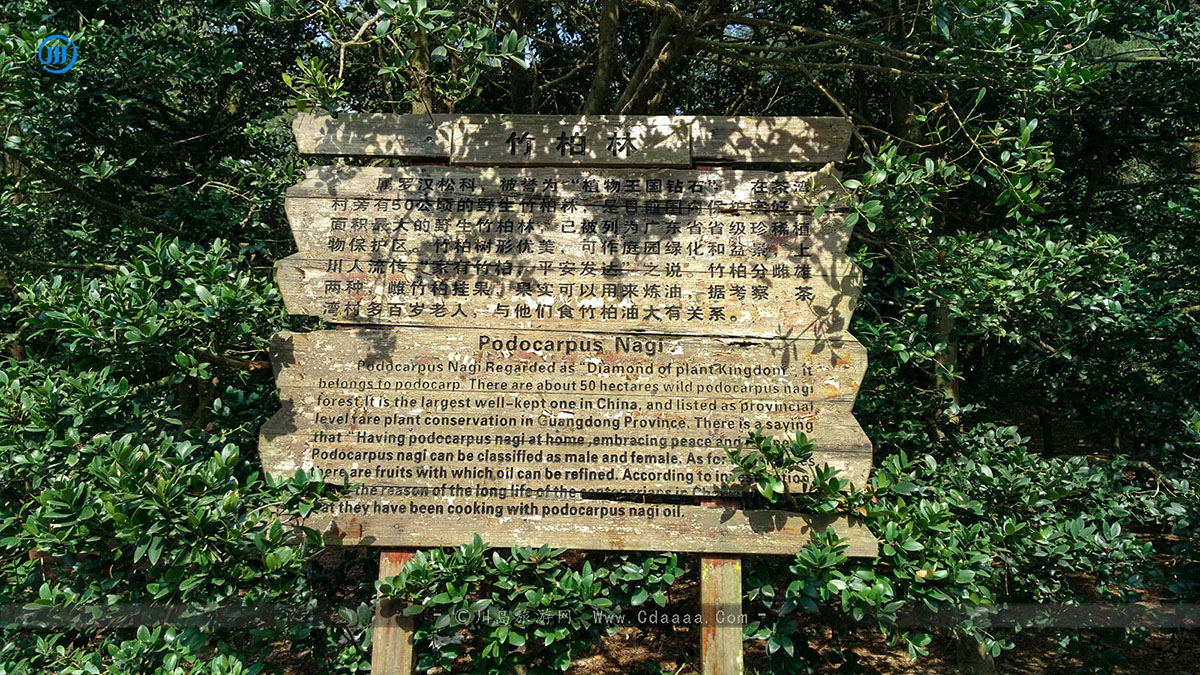 竹柏林
属罗汉松科，被誉为“植物王国钻石”。在茶湾
村旁有50公顷的野生竹柏林，是目前国内保护完好、
面积最大的野生竹柏林，已被列为广东省省级珍稀植
物保护区。竹柏树形优美，可作庭园绿化和盆景，上
川人流传“家有竹柏，平安发达”之说。竹柏分雌雄
两种，雌竹柏挂果，果实可以用来炼油，据考察，茶
湾村多百岁老人，与他们食竹柏油大有关系。
Podocarpus Nagi
Podocarpus Nagi Regarded as "Diamond of plant Kingdom", it
belongs to podocarp. There are about 50 hectares wild podocarpus nagi
forest.It is the largest well-kept one in China, and listed as provincial
level rare plant conservation in Guangdong Province. There is a saying
that "Having podocarpus nagi at home ,embracing peace and
Podocarpus nagi can be classified as male and female. As for
there are fruits with which oil can be refined. According to investigation
the reason of the long life of the in
they have been cooking with podocarpus nagi oil.
©川岛旅游网 Www.Cdaaaa.Com